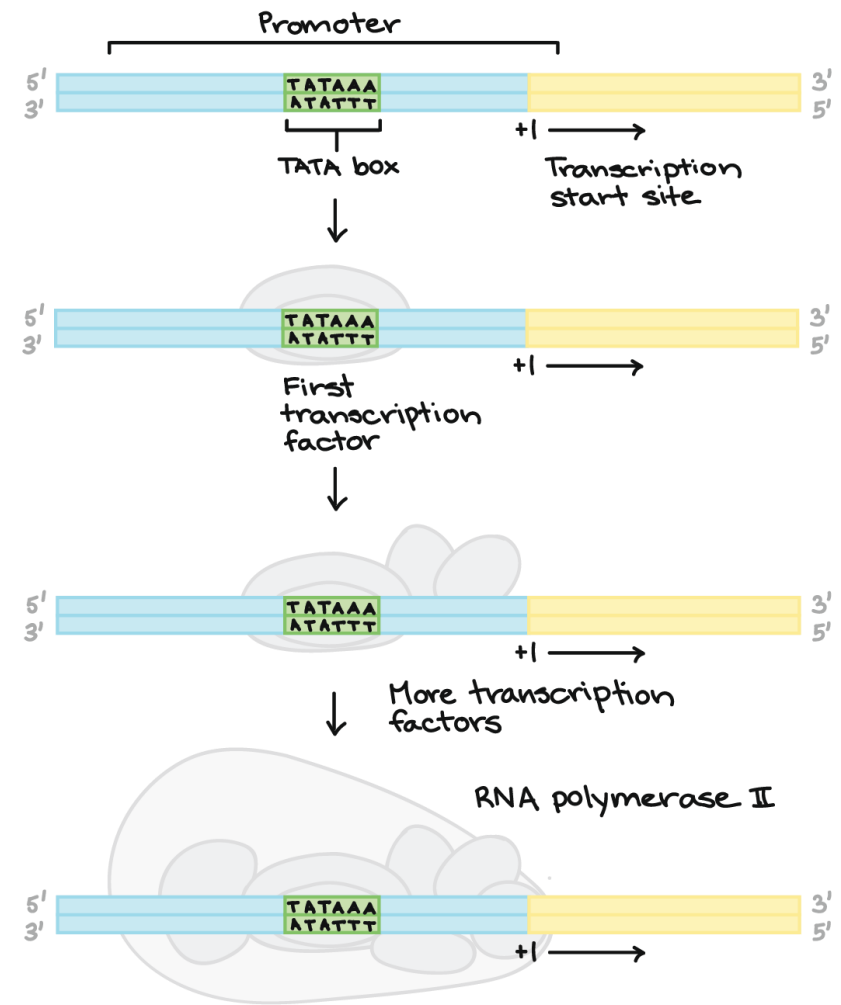 Promoter
5' TATAAA 3'
3' ATATTT 5'
+1
TATA box
Transcription
start site
5' TATAAA 3'
3' ATATTT 5'
+1
First
transcription
factor
5' TATAAA 3'
3' ATATTT 5'
+1
More transcription
factors
RNA polymerase II
5' TATAAA 3'
3' ATATTT 5'
+1